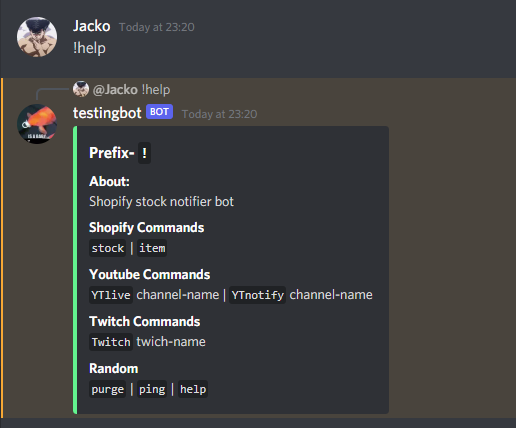 Jacko Today at 23:20
!help
@Jacko !help
testingbot BOT Today at 23:20
Prefix- !
About:
Shopify stock notifier bot
Shopify Commands
stock | item
Youtube Commands
YTlive channel-name | YTnotify channel-name
Twitch Commands
Twitch twich-name
Random
purge | ping | help